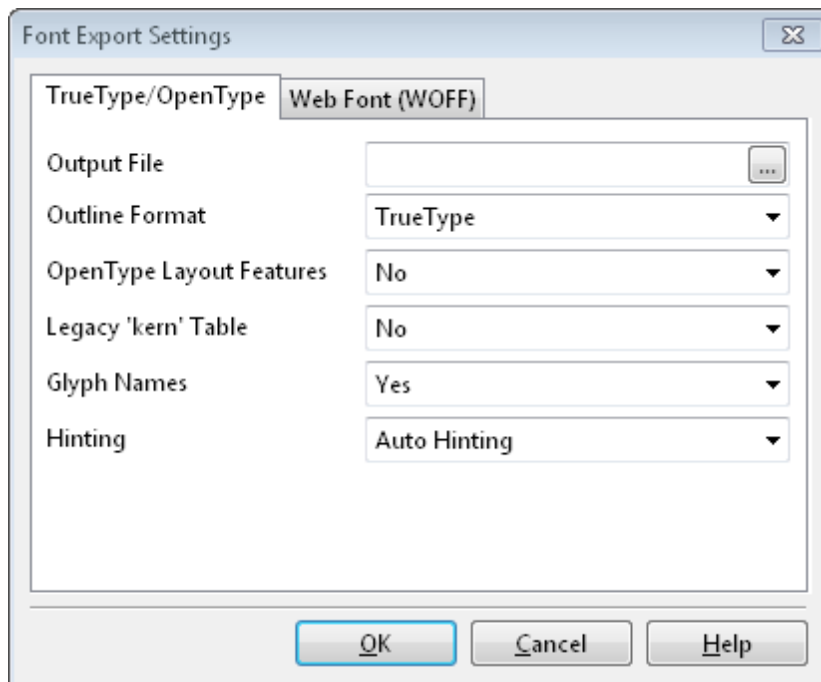 Font Export Settings
TrueType/OpenType Web Font (WOFF)
Output File ...
Outline Format TrueType
OpenType Layout Features No
Legacy 'kern' Table No
Glyph Names Yes
Hinting Auto Hinting
OK Cancel Help